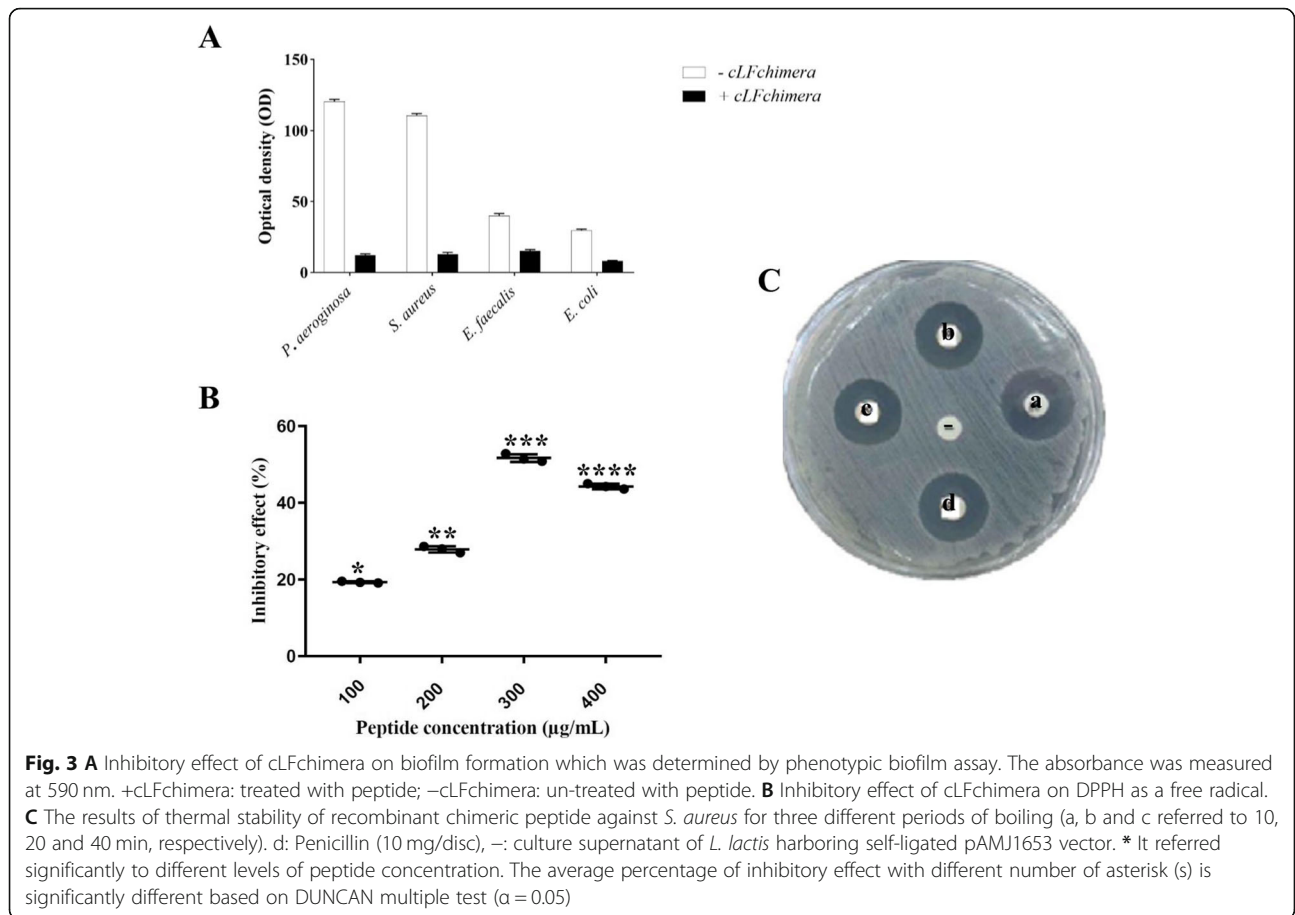 A
150
100
50
0
Optical density (OD)
P. aeroginosa
S. aureus
E. faecalis
E. coli
- cLFchimera
+ cLFchimera
B
60
40
20
0
Inhibitory effect (%)
*
**
***
****
100
200
300
400
Peptide concentration (µg/mL)
C
b
a
c
–
d
Fig. 3 A Inhibitory effect of cLFchimera on biofilm formation which was determined by phenotypic biofilm assay. The absorbance was measured
at 590 nm. +cLFchimera: treated with peptide; −cLFchimera: un-treated with peptide. B Inhibitory effect of cLFchimera on DPPH as a free radical.
C The results of thermal stability of recombinant chimeric peptide against S. aureus for three different periods of boiling (a, b and c referred to 10,
20 and 40 min, respectively). d: Penicillin (10 mg/disc), −: culture supernatant of L. lactis harboring self-ligated pAMJ1653 vector. * It referred
significantly to different levels of peptide concentration. The average percentage of inhibitory effect with different number of asterisk (s) is
significantly different based on DUNCAN multiple test (α = 0.05)